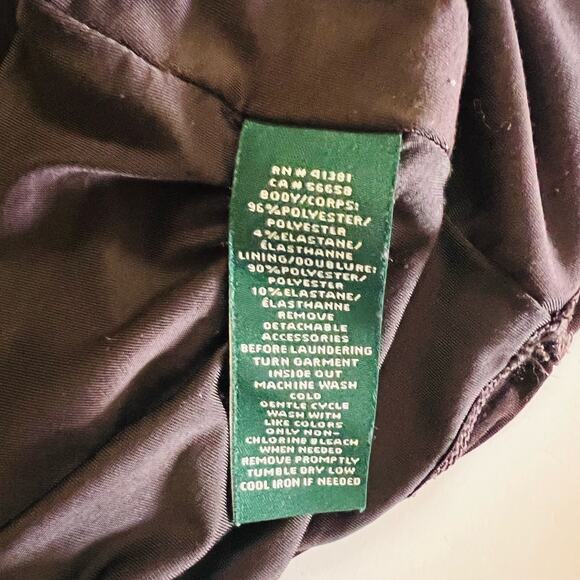 RN# 41381
CA# 56658
BODY/CORPS:
96%POLYESTER/
POLYESTER
4%ELASTANE/
ÉLASTHANNE
LINING/DOUBLURE:
90%POLYESTER/
POLYESTER
10%ELASTANE/
ÉLASTHANNE
REMOVE
DETACHABLE
ACCESSORIES
BEFORE LAUNDERING
TURN GARMENT
INSIDE OUT
MACHINE WASH
COLD
GENTLE CYCLE
WASH WITH
LIKE COLORS
ONLY NON-
CHLORINE BLEACH
WHEN NEEDED
REMOVE PROMPTLY
TUMBLE DRY LOW
COOL IRON IF NEEDED